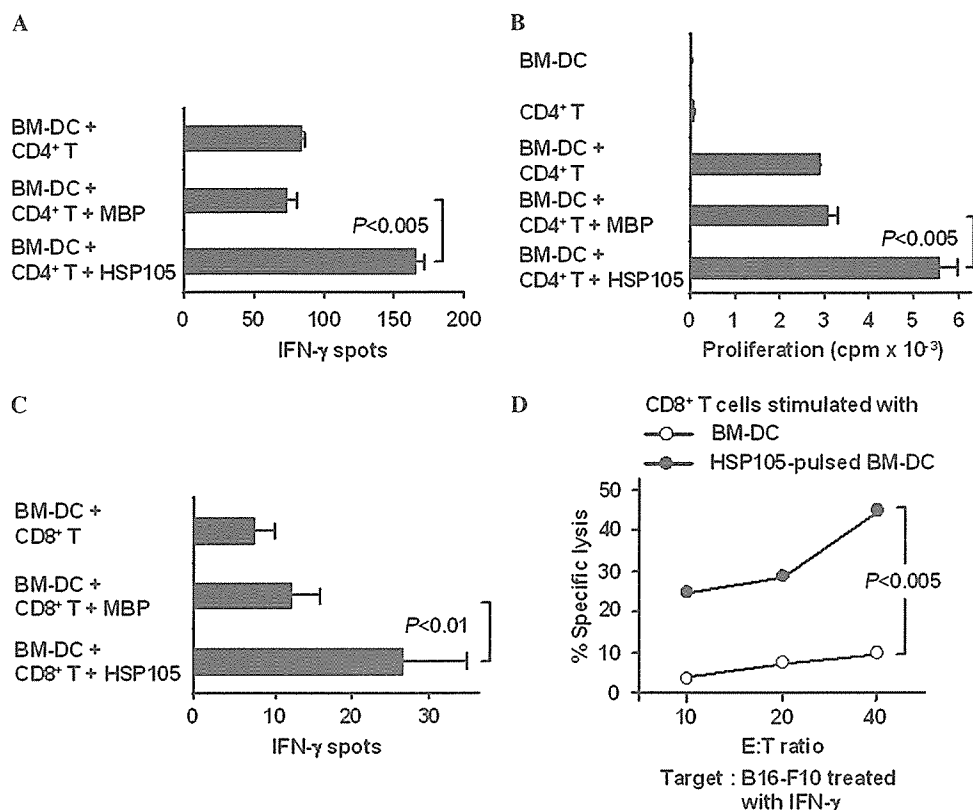 A
BM-DC +
CD4+ T
BM-DC +
CD4+ T + MBP
BM-DC +
CD4+ T + HSP105
P<0.005
0 50 100 150 200
IFN-γ spots
B
BM-DC
CD4+ T
BM-DC +
CD4+ T
BM-DC +
CD4+ T + MBP
BM-DC +
CD4+ T + HSP105
P<0.005
0 1 2 3 4 5 6
Proliferation (cpm x 10-3)
C
BM-DC +
CD8+ T
BM-DC +
CD8+ T + MBP
BM-DC +
CD8+ T + HSP105
P<0.01
0 10 20 30
IFN-γ spots
D
CD8+ T cells stimulated with
BM-DC
HSP105-pulsed BM-DC
% Specific lysis
50
40
30
20
10
0
P<0.005
10 20 40
E:T ratio
Target : B16-F10 treated
with IFN-γ